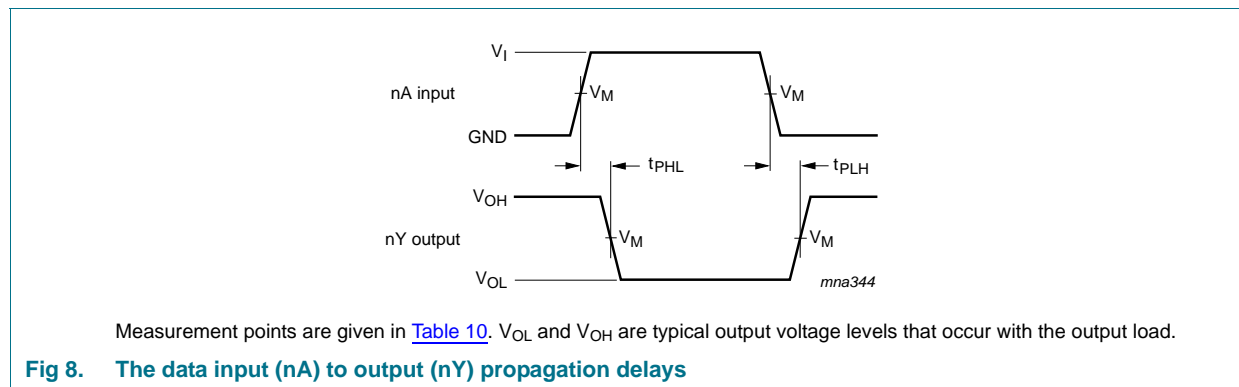 VI
nA input
VM
VM
GND
tPHL
tPLH
VOH
nY output
VM
VM
VOL
mna344
Measurement points are given in Table 10. VOL and VOH are typical output voltage levels that occur with the output load.
Fig 8. The data input (nA) to output (nY) propagation delays